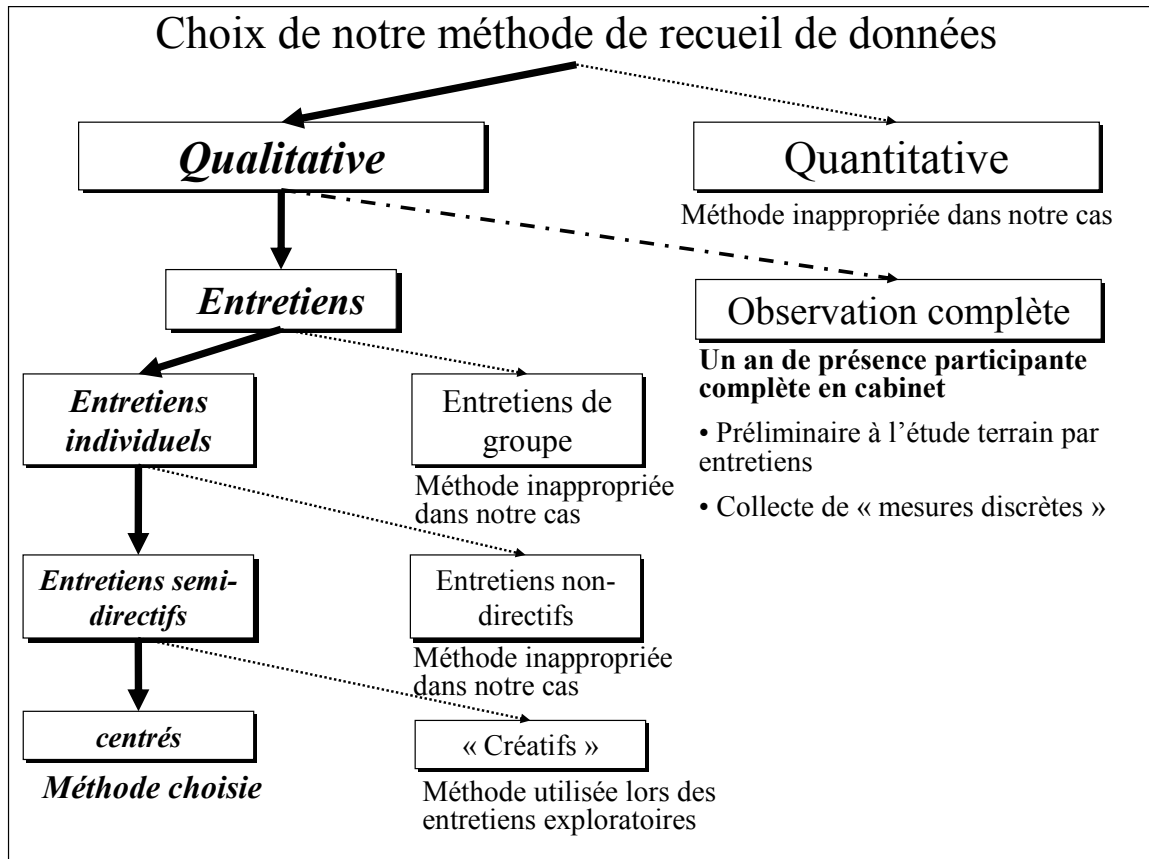 Choix de notre méthode de recueil de données
Qualitative
Quantitative
Méthode inappropriée dans notre cas
Entretiens
Observation complète
Un an de présence participante
complète en cabinet
• Préliminaire à l’étude terrain par
entretiens
• Collecte de « mesures discrètes »
Entretiens
individuels
Entretiens de
groupe
Méthode inappropriée
dans notre cas
Entretiens semi-
directifs
Entretiens non-
directifs
Méthode inappropriée
dans notre cas
centrés
Méthode choisie
« Créatifs »
Méthode utilisée lors des
entretiens exploratoires